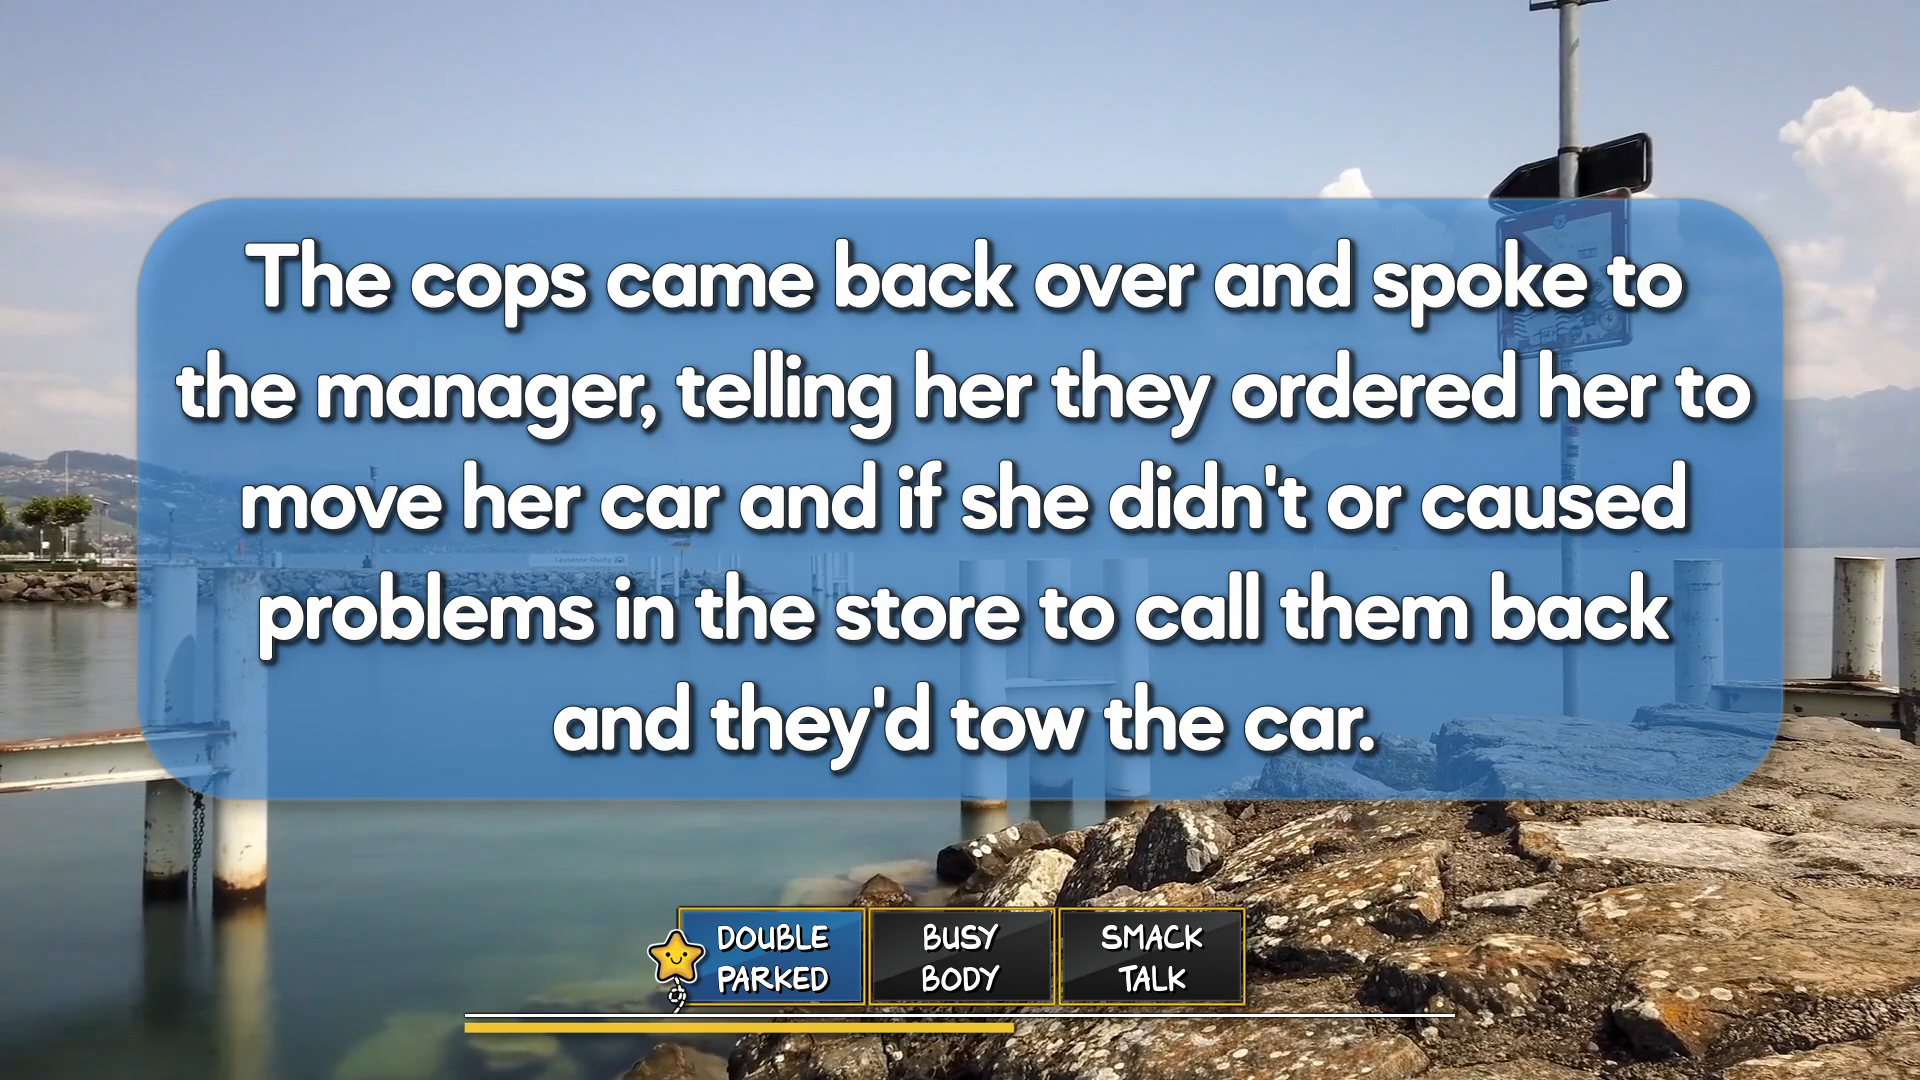 The cops came back over and spoke to
the manager, telling her they ordered her to
move her car and if she didn't or caused
problems in the store to call them back
and they'd tow the car.
Lausanne-Ouchy
DOUBLE
PARKED
BUSY
BODY
SMACK
TALK